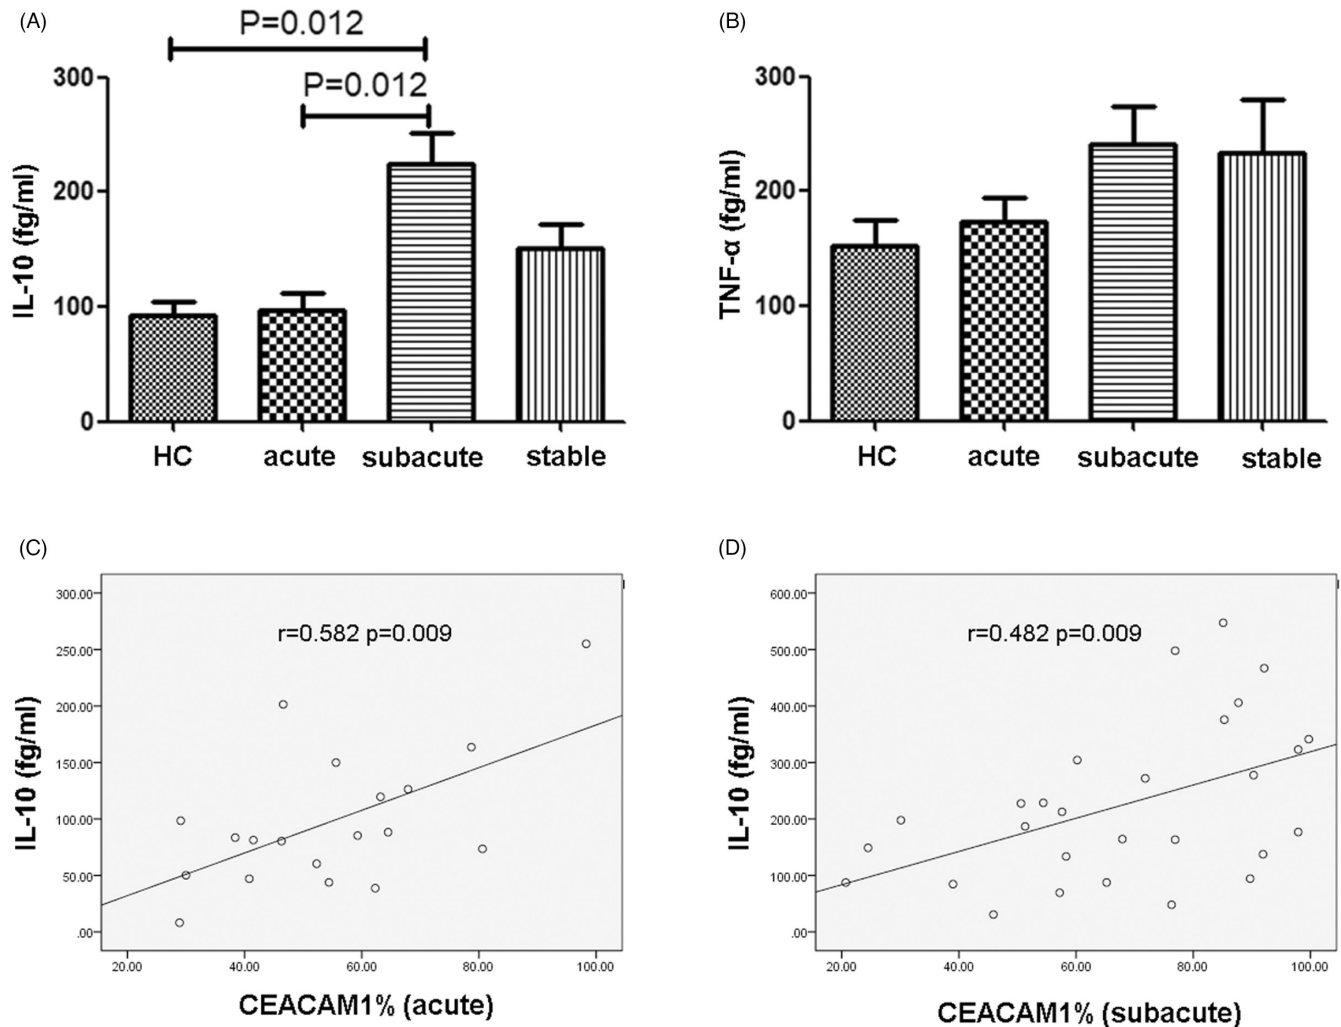 (A)
P=0.012
P=0.012
300
200
100
0
IL-10 (fg/ml)
HC acute subacute stable
(B)
300
200
100
0
TNF-α (fg/ml)
HC acute subacute stable
(C)
r=0.582 p=0.009
300.00
250.00
200.00
150.00
100.00
50.00
.00
IL-10 (fg/ml)
20.00 40.00 60.00 80.00 100.00
CEACAM1% (acute)
(D)
r=0.482 p=0.009
600.00
500.00
400.00
300.00
200.00
100.00
.00
IL-10 (fg/ml)
20.00 40.00 60.00 80.00 100.00
CEACAM1% (subacute)